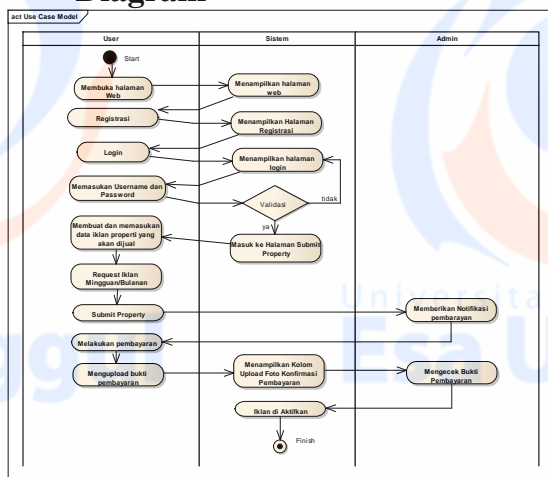 Diagram
act Use Case Model
User
Sistem
Admin
Start
Membuka halaman
Web
Menampilkan halaman
web
Registrasi
Menampilkan Halaman
Registrasi
Login
Menampilkan halaman
login
Memasukan Username dan
Password
Validasi
tidak
ya
Membuat dan memasukan
data iklan properti yang
akan dijual
Masuk ke Halaman Submit
Property
Request Iklan
Mingguan/Bulanan
Submit Property
Memberikan Notifikasi
pembarayan
Melakukan pembayaran
Mengupload bukti
pembayaran
Menampilkan Kolom
Upload Foto Konfirmasi
Pembayaran
Mengecek Bukti
Pembayaran
Iklan di Aktifkan
Finish
Universita
Esa U
nggul